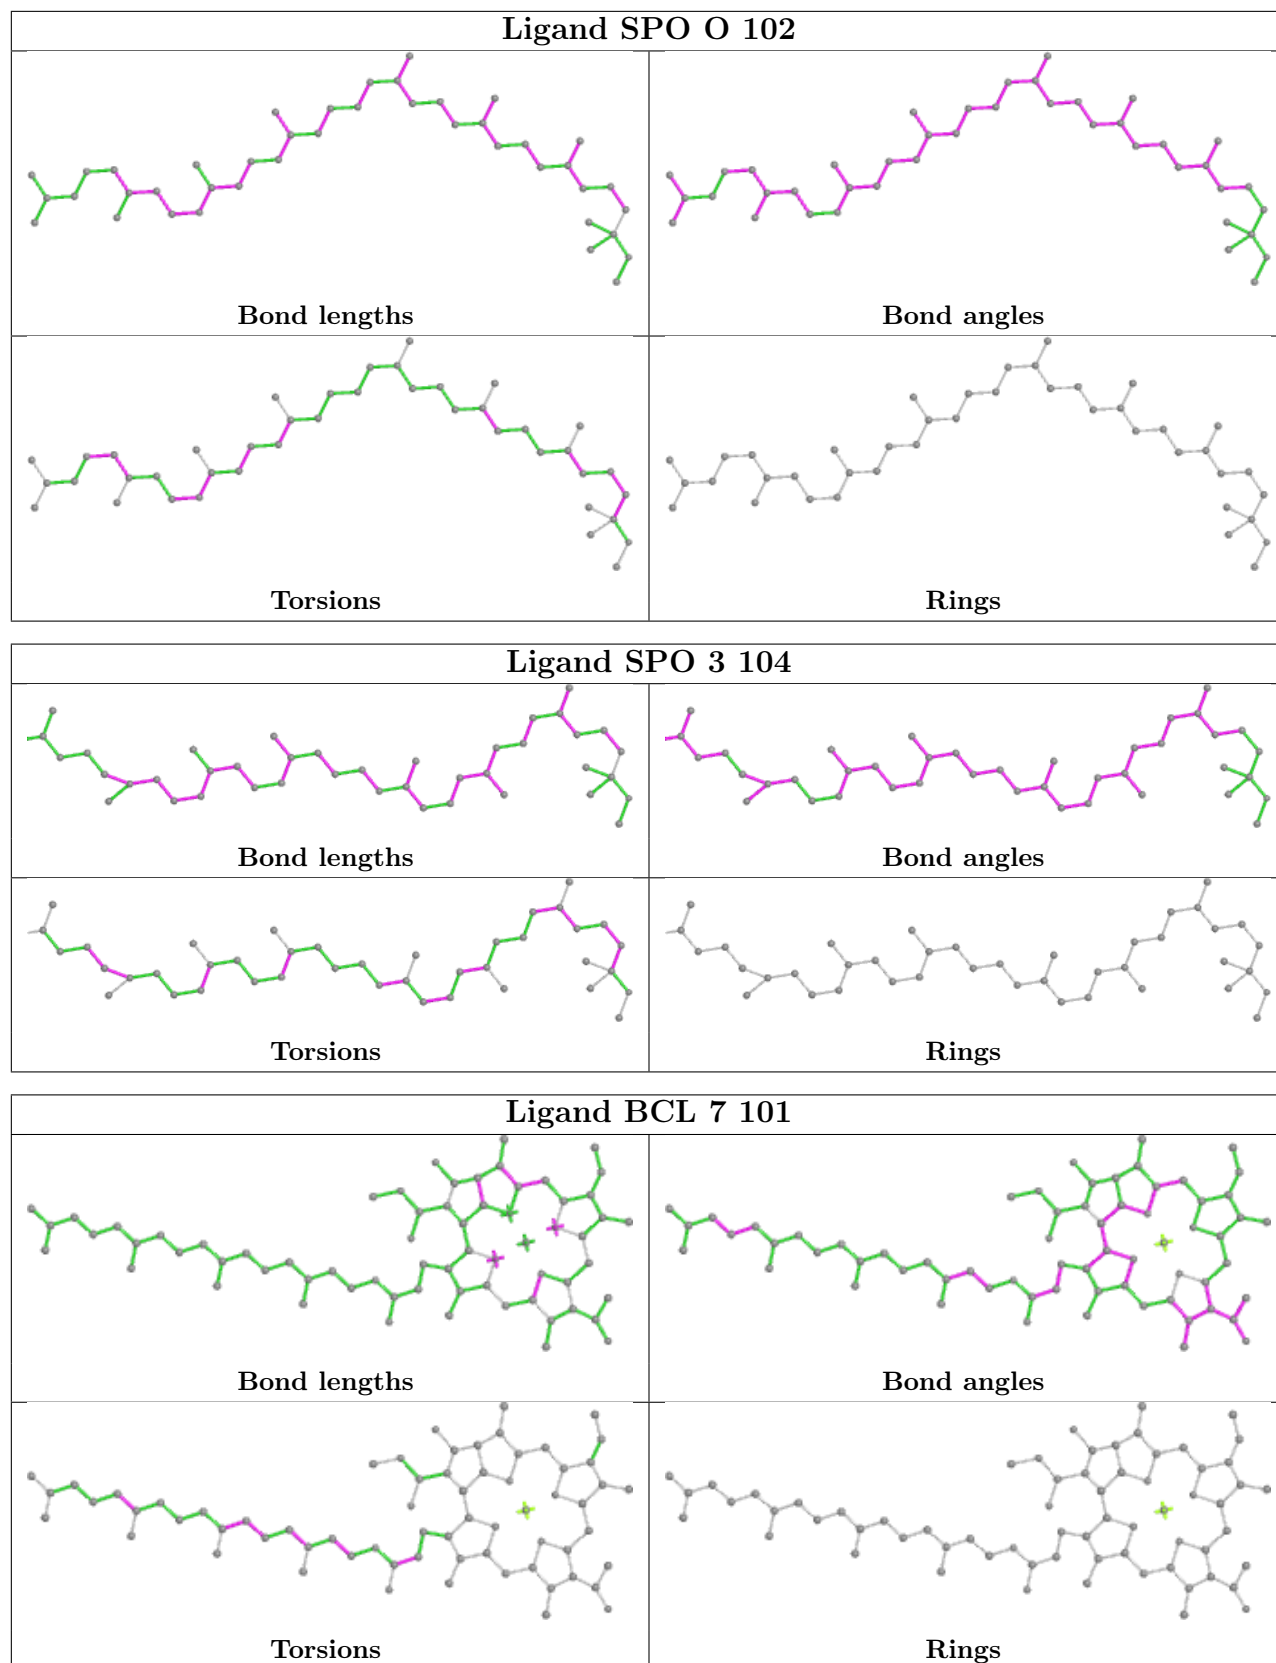 Ligand SPO O 102
Bond lengths
Bond angles
Torsions
Rings
Ligand SPO 3 104
Bond lengths
Bond angles
Torsions
Rings
Ligand BCL 7 101
Bond lengths
Bond angles
Torsions
Rings